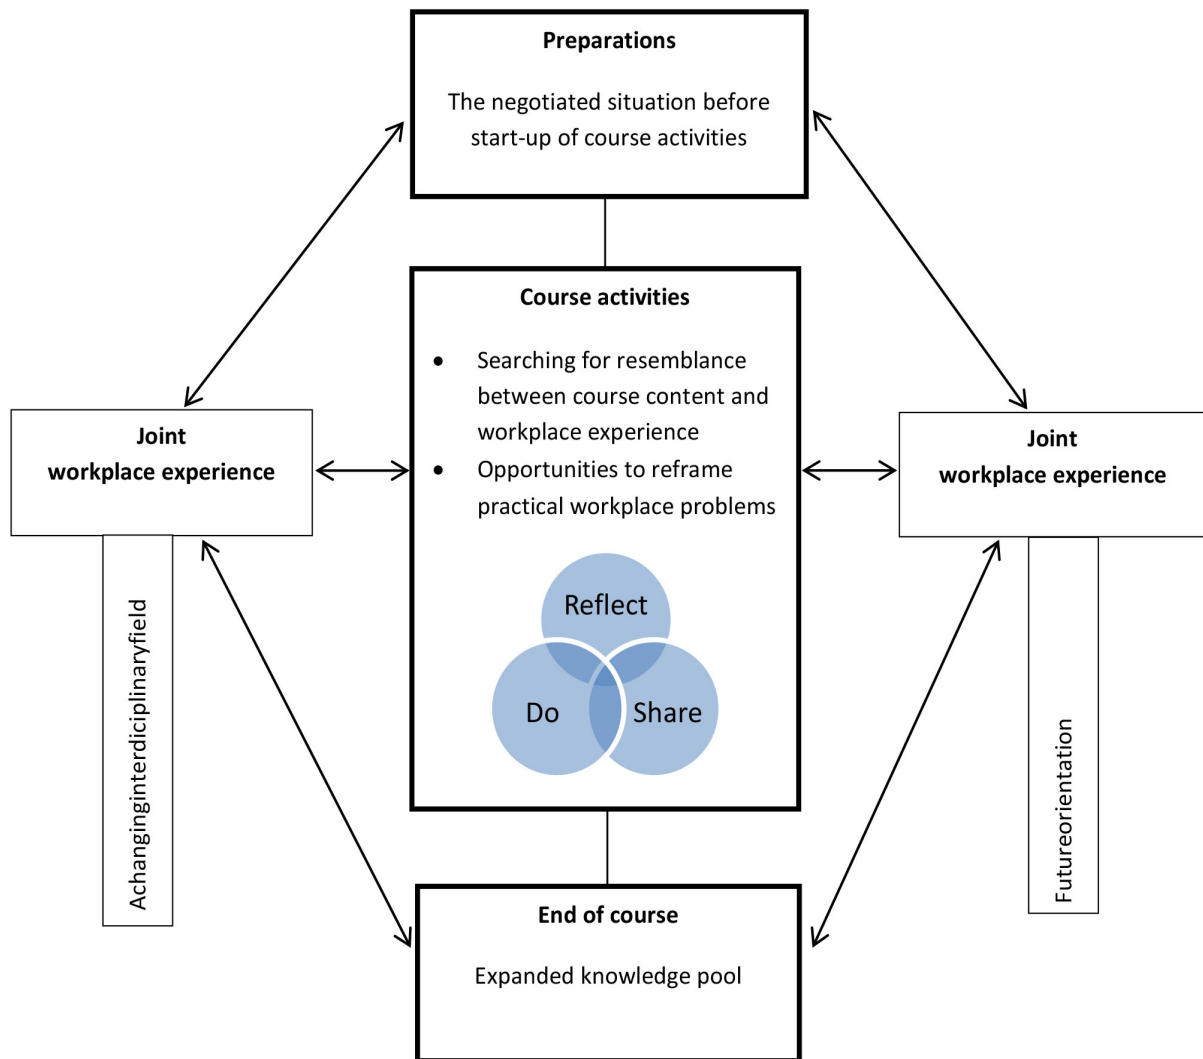 Preparations
The negotiated situation before
start-up of course activities
Course activities
• Searching for resemblance
between course content and
workplace experience
• Opportunities to reframe
practical workplace problems
Reflect
Do
Share
Joint
workplace experience
Achanginginterdiciplinaryfield
Joint
workplace experience
Futureorientation
End of course
Expanded knowledge pool